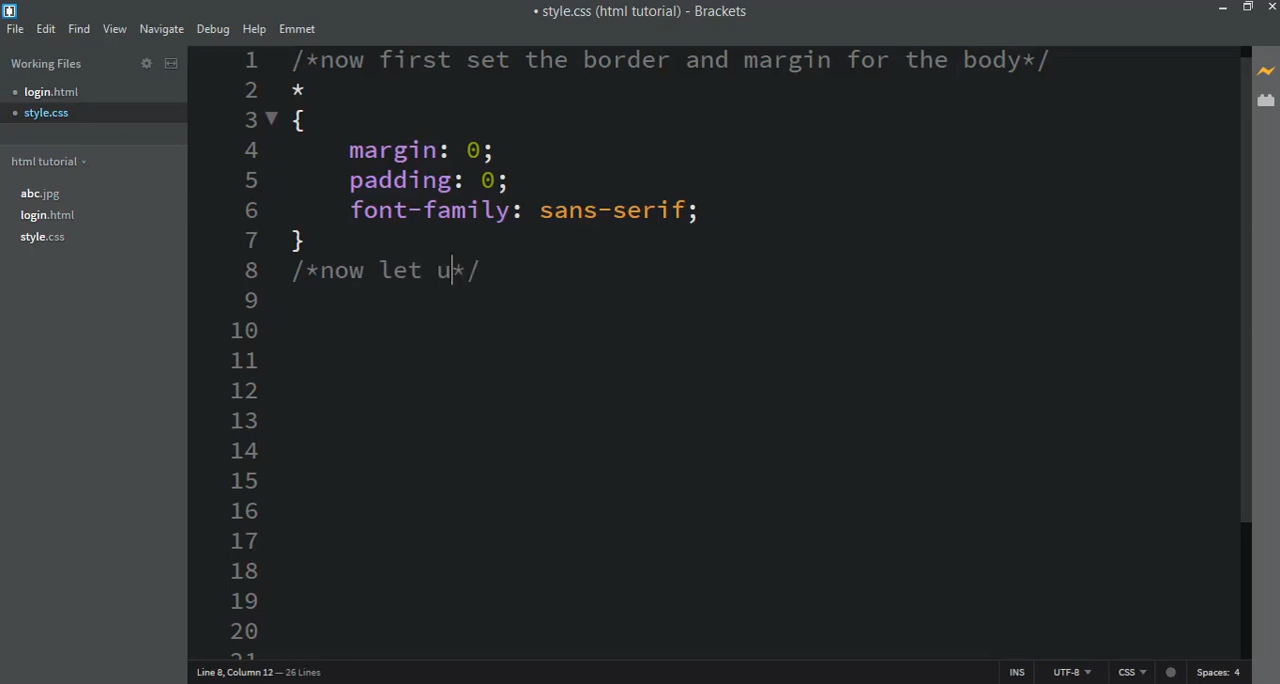 • style.css (html tutorial) - Brackets
File Edit Find View Navigate Debug Help Emmet
Working Files
• login.html
• style.css
html tutorial
abc.jpg
login.html
style.css
1 /*now first set the border and margin for the body*/
2 *
3 {
4 margin: 0;
5 padding: 0;
6 font-family: sans-serif;
7 }
8 /*now let u*/
9
10
11
12
13
14
15
16
17
18
19
20
21
Line 8, Column 12 — 26 Lines
INS UTF-8 CSS Spaces: 4